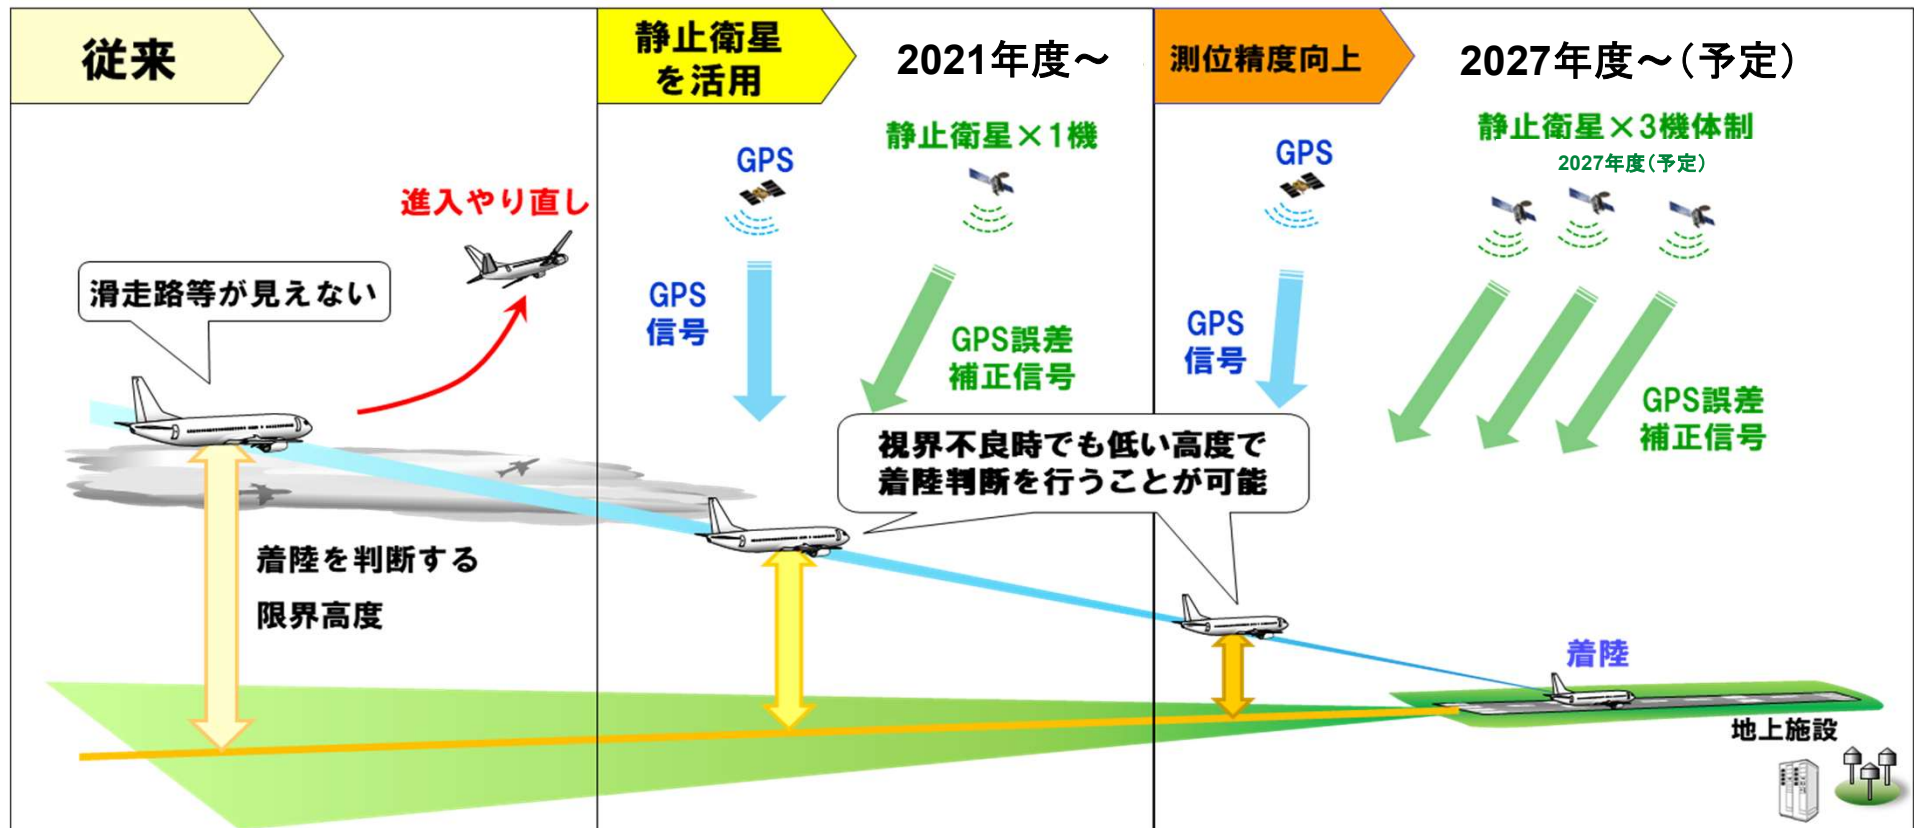 従来
進入やり直し
滑走路等が見えない
着陸を判断する
限界高度
静止衛星
を活用
2021年度～
GPS
静止衛星×1機
GPS
信号
GPS誤差
補正信号
視界不良時でも低い高度で
着陸判断を行うことが可能
測位精度向上
2027年度～（予定）
GPS
静止衛星×3機体制
2027年度（予定）
GPS
信号
GPS誤差
補正信号
着陸
地上施設